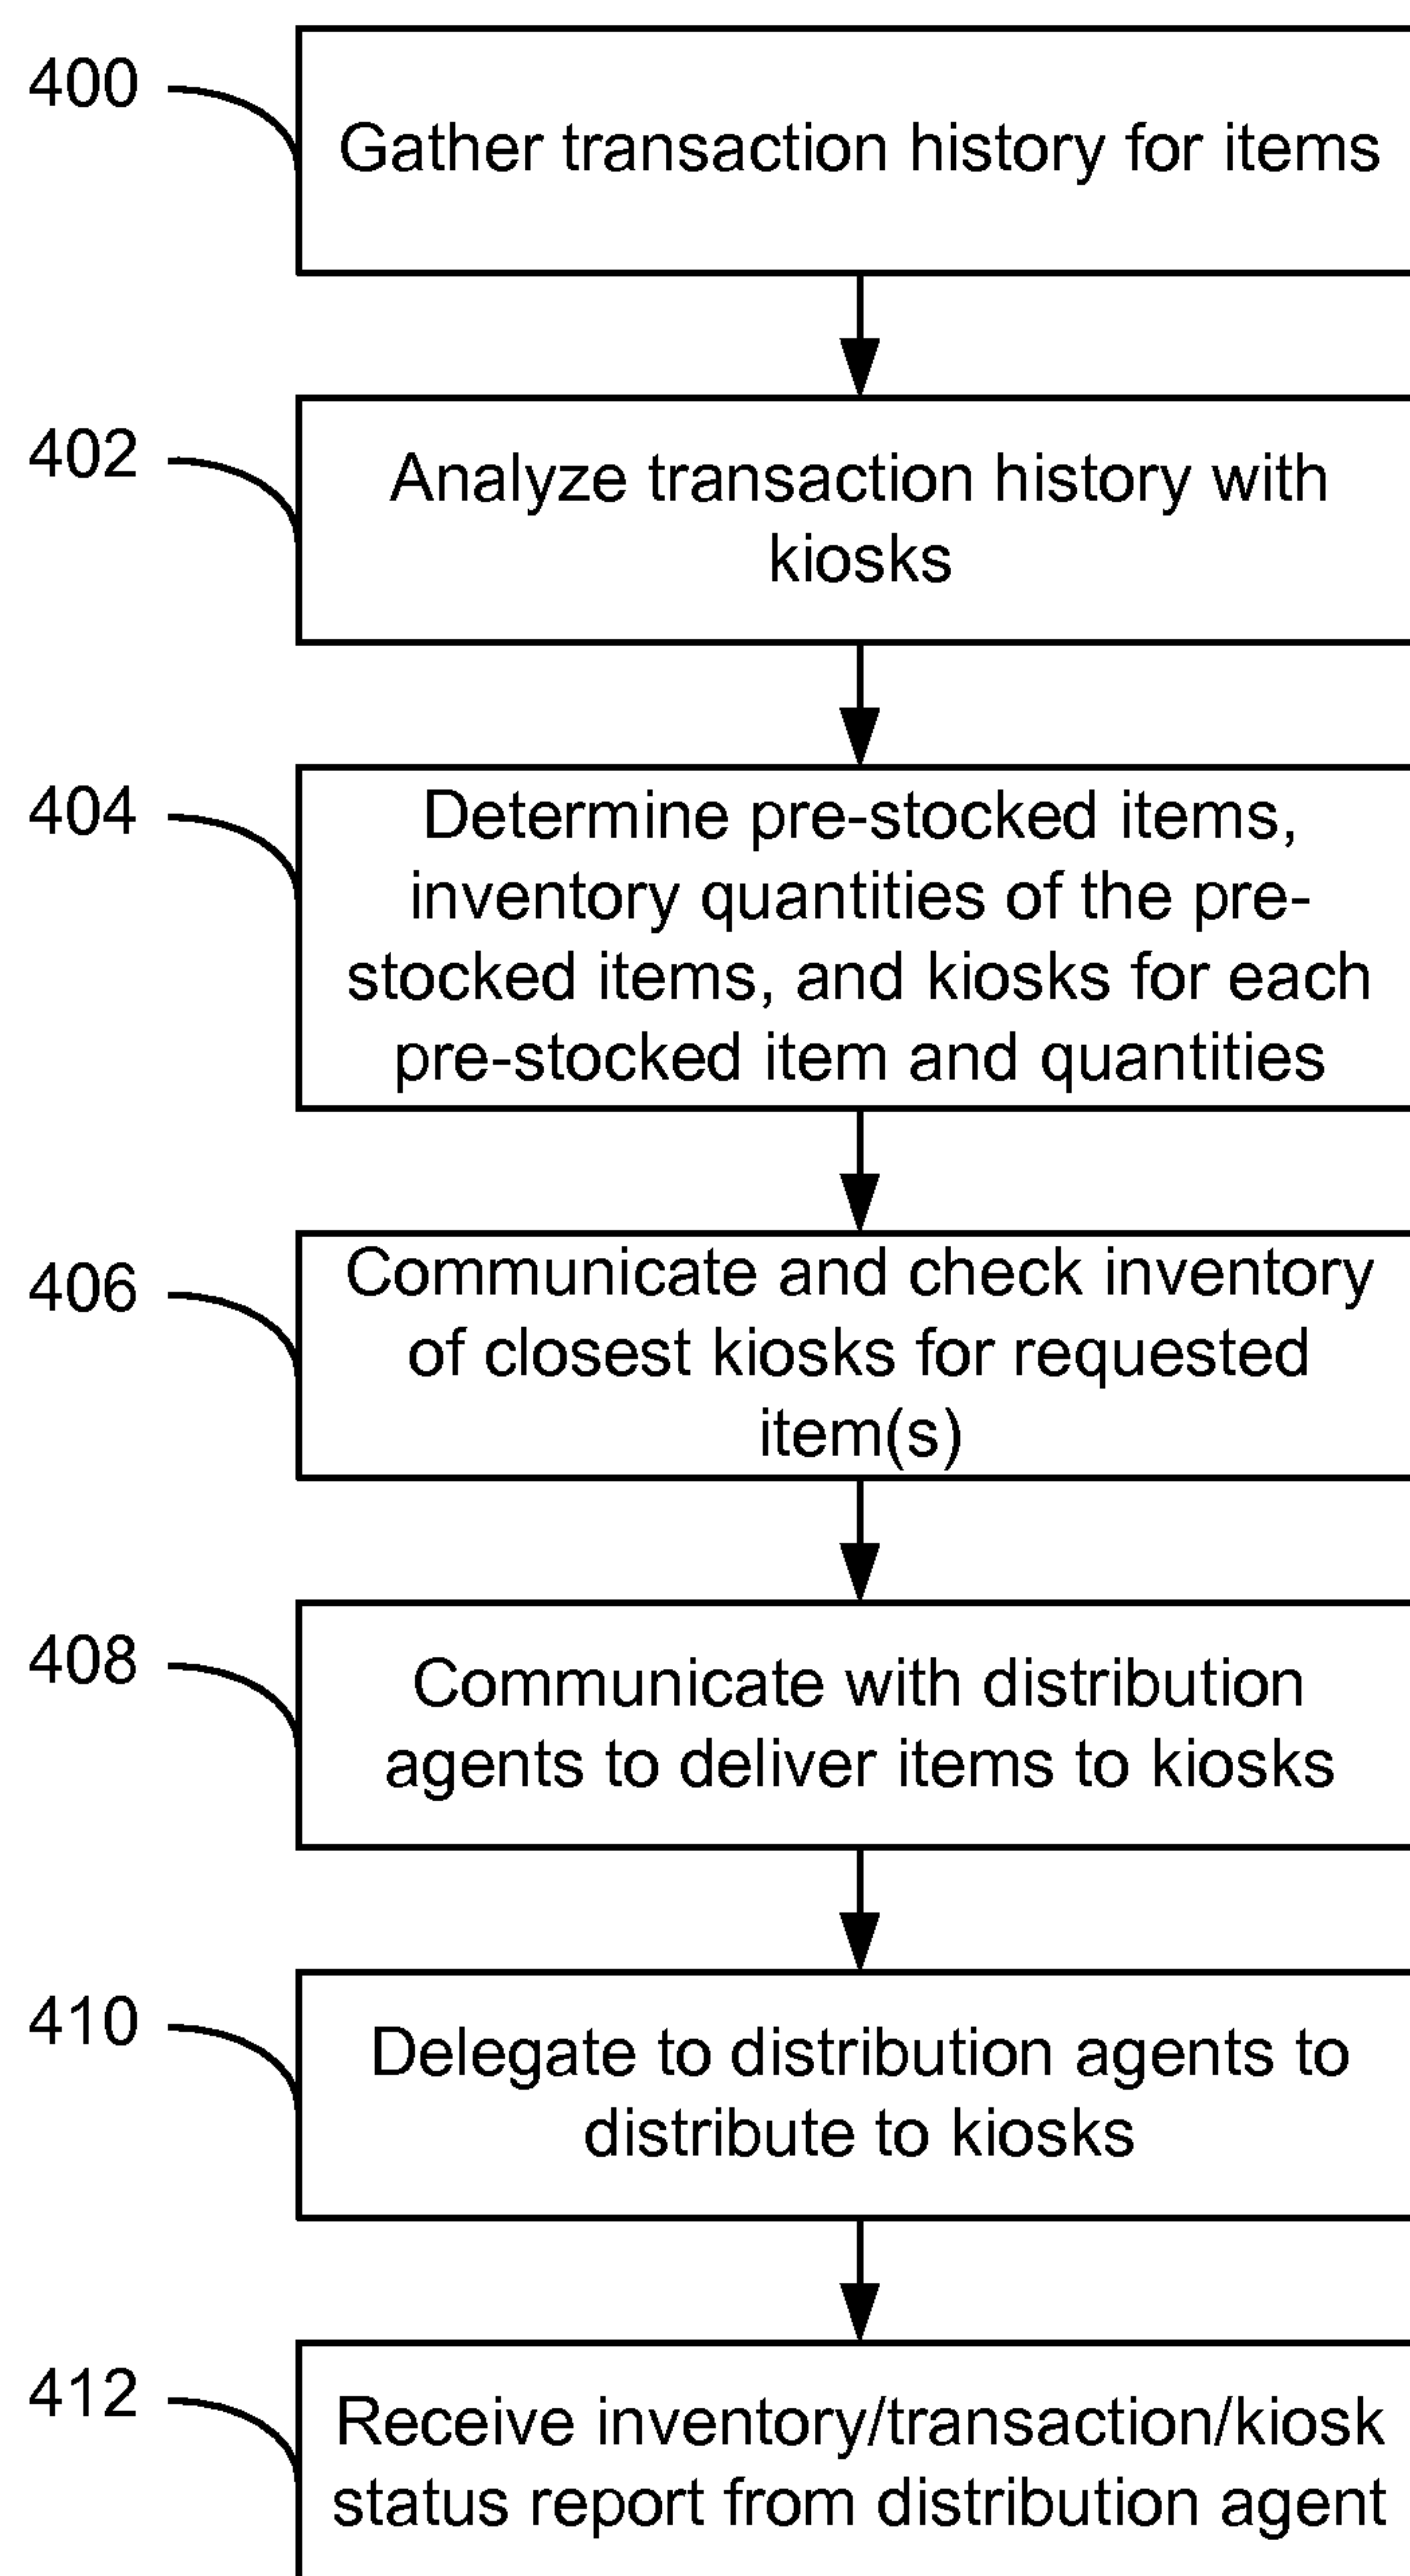 400
Gather transaction history for items
402
Analyze transaction history with
kiosks
404
Determine pre-stocked items,
inventory quantities of the pre-
stocked items, and kiosks for each
pre-stocked item and quantities
406
Communicate and check inventory
of closest kiosks for requested
item(s)
408
Communicate with distribution
agents to deliver items to kiosks
410
Delegate to distribution agents to
distribute to kiosks
412
Receive inventory/transaction/kiosk
status report from distribution agent